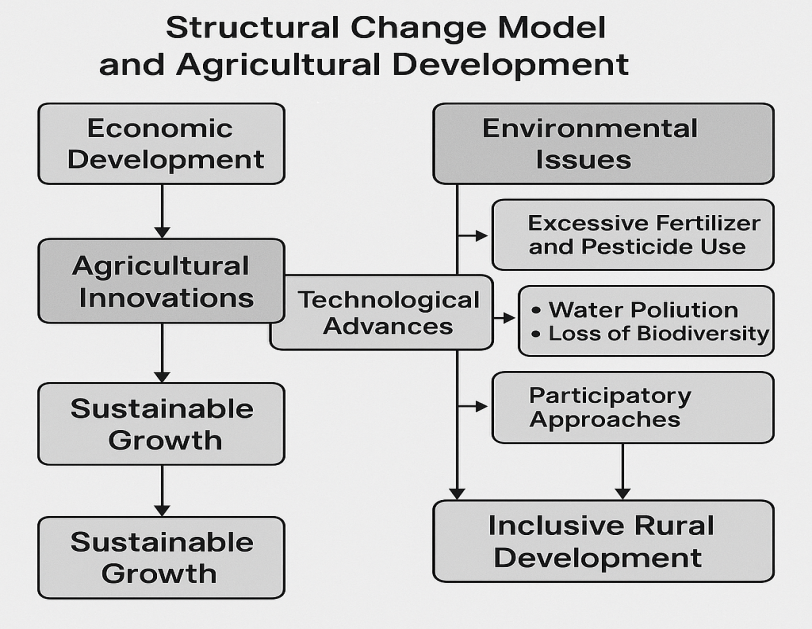 Structural Change Model
and Agricultural Development
Economic
Development
Agricultural
Innovations
Sustainable
Growth
Sustainable
Growth
Technological
Advances
Environmental
Issues
Excessive Fertilizer
and Pesticide Use
• Water Poliution
• Loss of Biodiversity
Participatory
Approaches
Inclusive Rural
Development